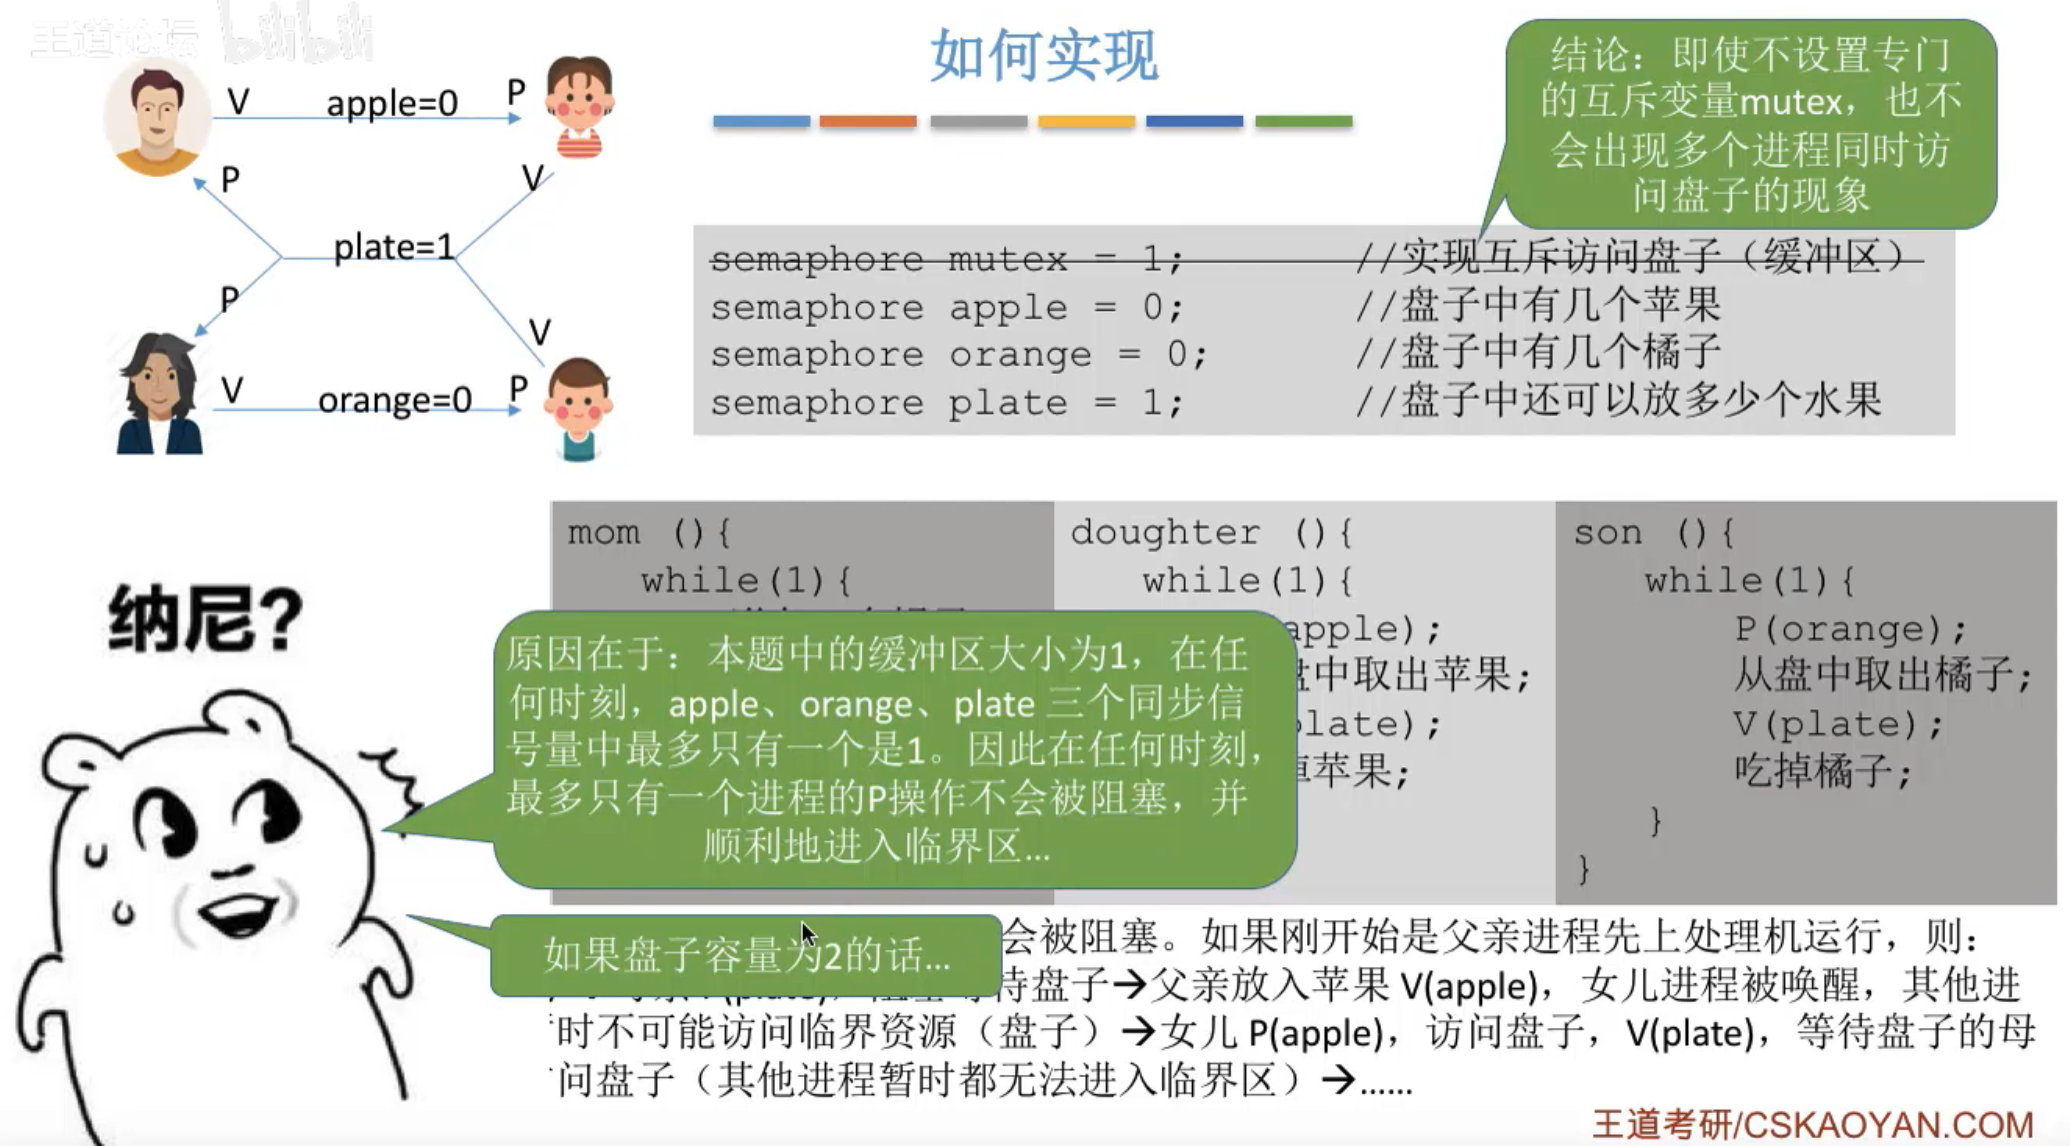 王道论坛 bilibili
如何实现
结论：即使不设置专门
的互斥变量mutex，也不
会出现多个进程同时访
问盘子的现象
V apple=0 P
P V
plate=1
P V
V orange=0 P
semaphore mutex = 1; //实现互斥访问盘子（缓冲区）
semaphore apple = 0; //盘子中有几个苹果
semaphore orange = 0; //盘子中有几个橘子
semaphore plate = 1; //盘子中还可以放多少个水果
mom (){
while(1){
doughter (){
while(1){
apple);
盘中取出苹果;
plate);
掉苹果;
son (){
while(1){
P(orange);
从盘中取出橘子;
V(plate);
吃掉橘子;
}
}
纳尼?
原因在于：本题中的缓冲区大小为1，在任
何时刻，apple、orange、plate 三个同步信
号量中最多只有一个是1。因此在任何时刻，
最多只有一个进程的P操作不会被阻塞，并
顺利地进入临界区...
如果盘子容量为2的话...
会被阻塞。如果刚开始是父亲进程先上处理机运行，则：
待盘子→父亲放入苹果 V(apple)，女儿进程被唤醒，其他进
时不可能访问临界资源（盘子）→女儿 P(apple)，访问盘子，V(plate)，等待盘子的母
问盘子（其他进程暂时都无法进入临界区）→......
王道考研/CSKAOYAN.COM